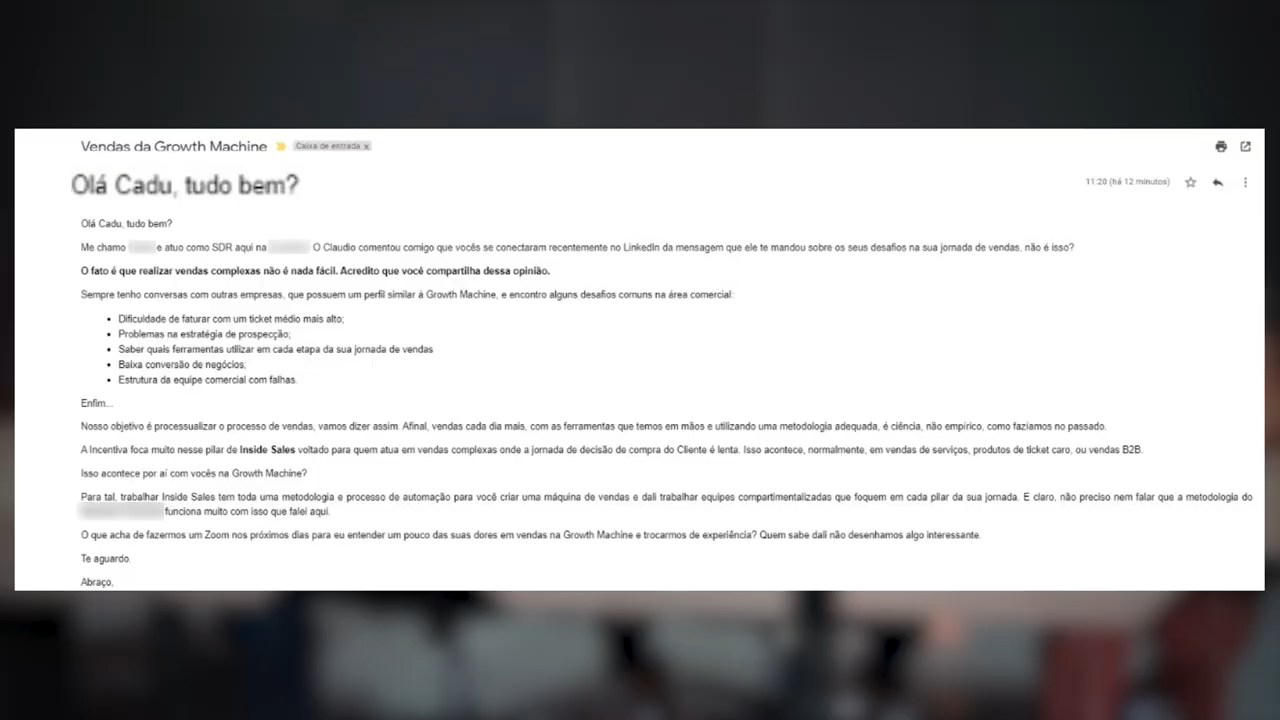 Vendas da Growth Machine
Caixa de entrada x
Olá Cadu, tudo bem?
11:20 (há 12 minutos)
Olá Cadu, tudo bem?
Me chamo e atuo como SDR aqui na O Claudio comentou comigo que vocês se conectaram recentemente no LinkedIn da mensagem que ele te mandou sobre os seus desafios na sua jornada de vendas, não é isso?
O fato é que realizar vendas complexas não é nada fácil. Acredito que você compartilha dessa opinião.
Sempre tenho conversas com outras empresas, que possuem um perfil similar à Growth Machine, e encontro alguns desafios comuns na área comercial:
• Dificuldade de faturar com um ticket médio mais alto;
• Problemas na estratégia de prospecção;
• Saber quais ferramentas utilizar em cada etapa da sua jornada de vendas
• Baixa conversão de negócios;
• Estrutura da equipe comercial com falhas.
Enfim...
Nosso objetivo é processualizar o processo de vendas, vamos dizer assim. Afinal, vendas cada dia mais, com as ferramentas que temos em mãos e utilizando uma metodologia adequada, é ciência, não empírico, como fazíamos no passado.
A Incentiva foca muito nesse pilar de Inside Sales voltado para quem atua em vendas complexas onde a jornada de decisão de compra do Cliente é lenta. Isso acontece, normalmente, em vendas de serviços, produtos de ticket caro, ou vendas B2B.
Isso acontece por aí com vocês na Growth Machine?
Para tal, trabalhar Inside Sales tem toda uma metodologia e processo de automação para você criar uma máquina de vendas e dali trabalhar equipes compartimentalizadas que foquem em cada pilar da sua jornada. E claro, não preciso nem falar que a metodologia do
funciona muito com isso que falei aqui.
O que acha de fazermos um Zoom nos próximos dias para eu entender um pouco das suas dores em vendas na Growth Machine e trocarmos de experiência? Quem sabe dali não desenhamos algo interessante.
Te aguardo.
Abraço,